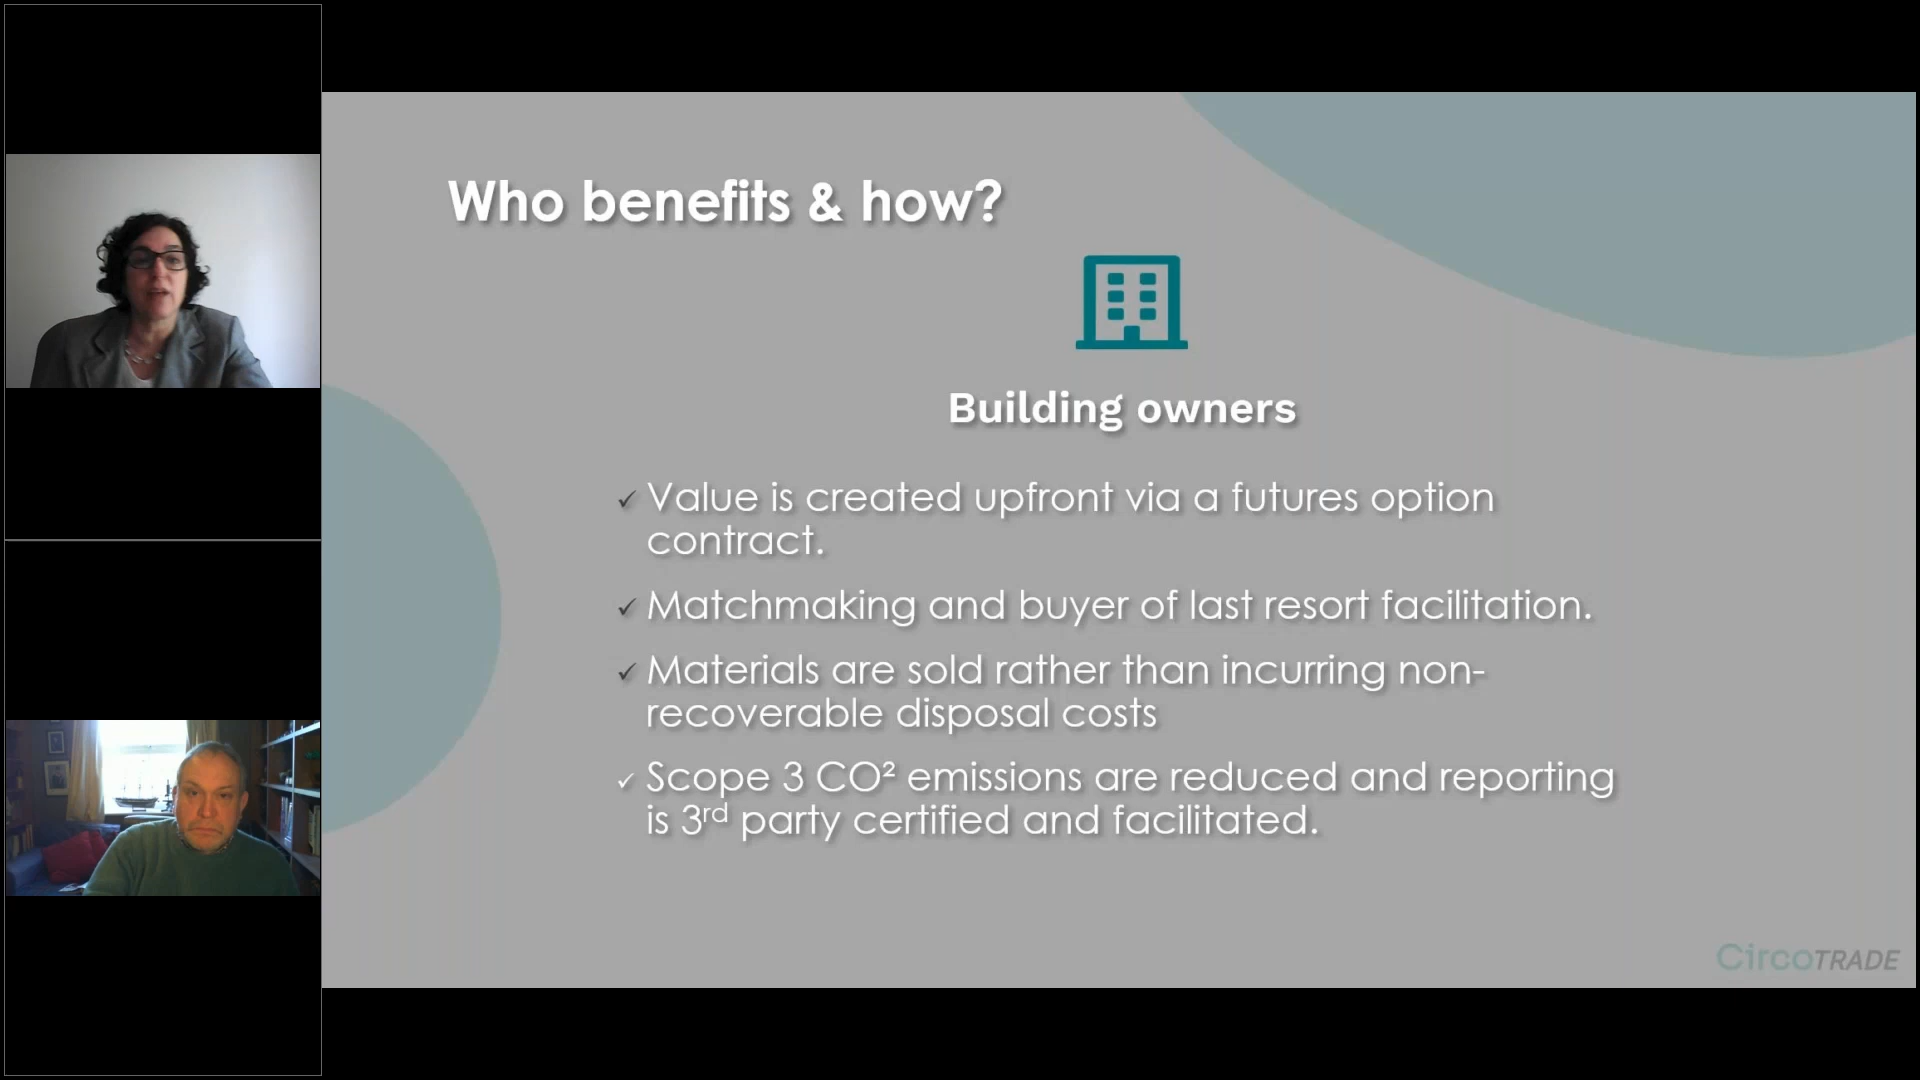 Who benefits & how?
Building owners
✓ Value is created upfront via a futures option
contract.
✓ Matchmaking and buyer of last resort facilitation.
✓ Materials are sold rather than incurring non-
recoverable disposal costs
✓ Scope 3 CO² emissions are reduced and reporting
is 3rd party certified and facilitated.
CircoTRADE